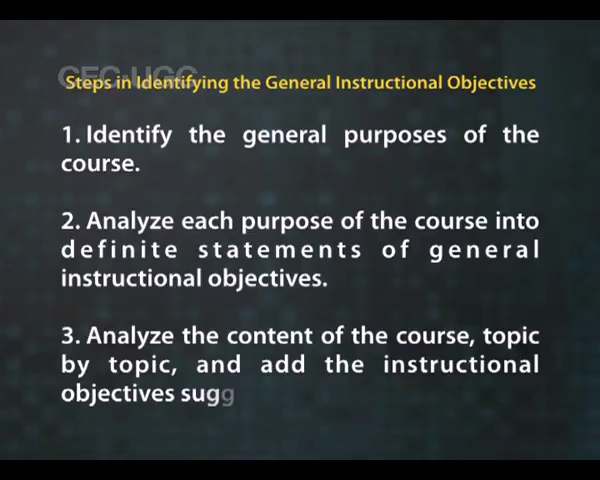 CEC-UGC
Steps in Identifying the General Instructional Objectives
1. Identify the general purposes of the
course.
2. Analyze each purpose of the course into
definite statements of general
instructional objectives.
3. Analyze the content of the course, topic
by topic, and add the instructional
objectives sugg